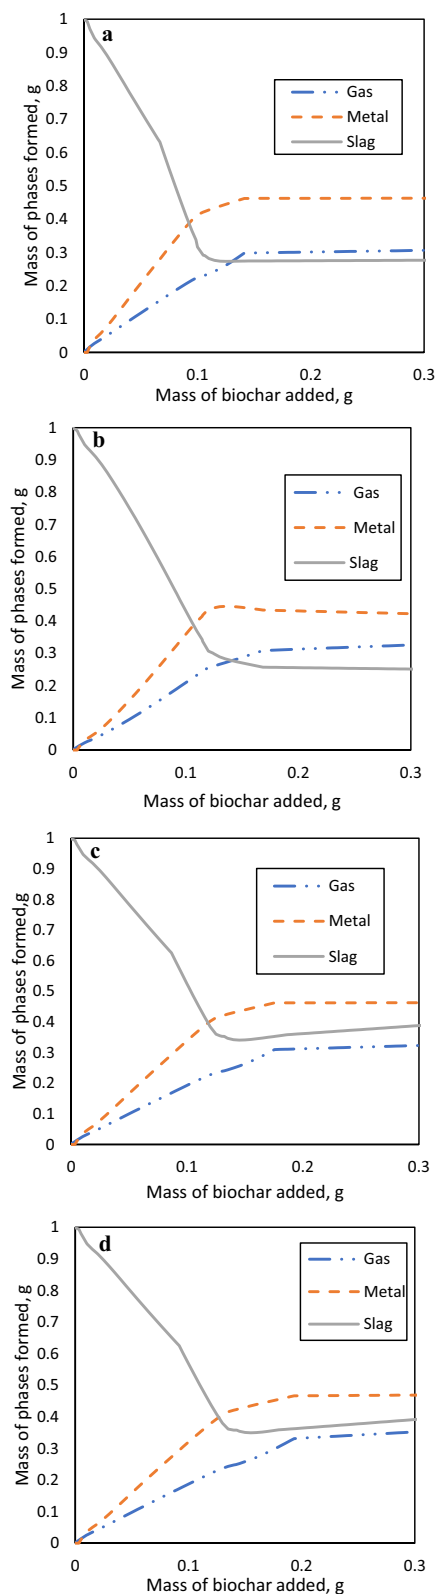 a
1
0.9
0.8
0.7
0.6
0.5
0.4
0.3
0.2
0.1
0
Mass of phases formed, g
Gas
Metal
Slag
0 0.1 0.2 0.3
Mass of biochar added, g
b
1
0.9
0.8
0.7
0.6
0.5
0.4
0.3
0.2
0.1
0
Mass of phases formed, g
Gas
Metal
Slag
0 0.1 0.2 0.3
Mass of biochar added, g
c
1
0.9
0.8
0.7
0.6
0.5
0.4
0.3
0.2
0.1
0
Mass of phases formed,g
Gas
Metal
Slag
0 0.1 0.2 0.3
Mass of biochar added, g
d
1
0.9
0.8
0.7
0.6
0.5
0.4
0.3
0.2
0.1
0
Mass of phases formed, g
Gas
Metal
Slag
0 0.1 0.2 0.3
Mass of biochar added, g